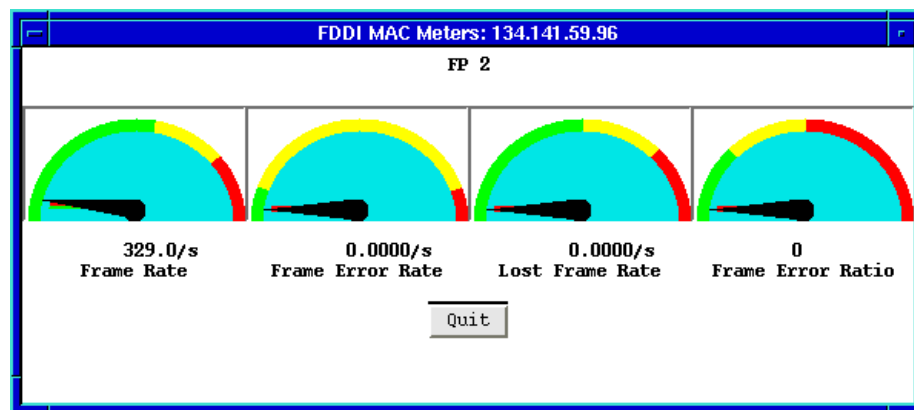 FDDI MAC Meters: 134.141.59.96
FP 2
329.0/s 0.0000/s 0.0000/s 0
Frame Rate Frame Error Rate Lost Frame Rate Frame Error Ratio
Quit